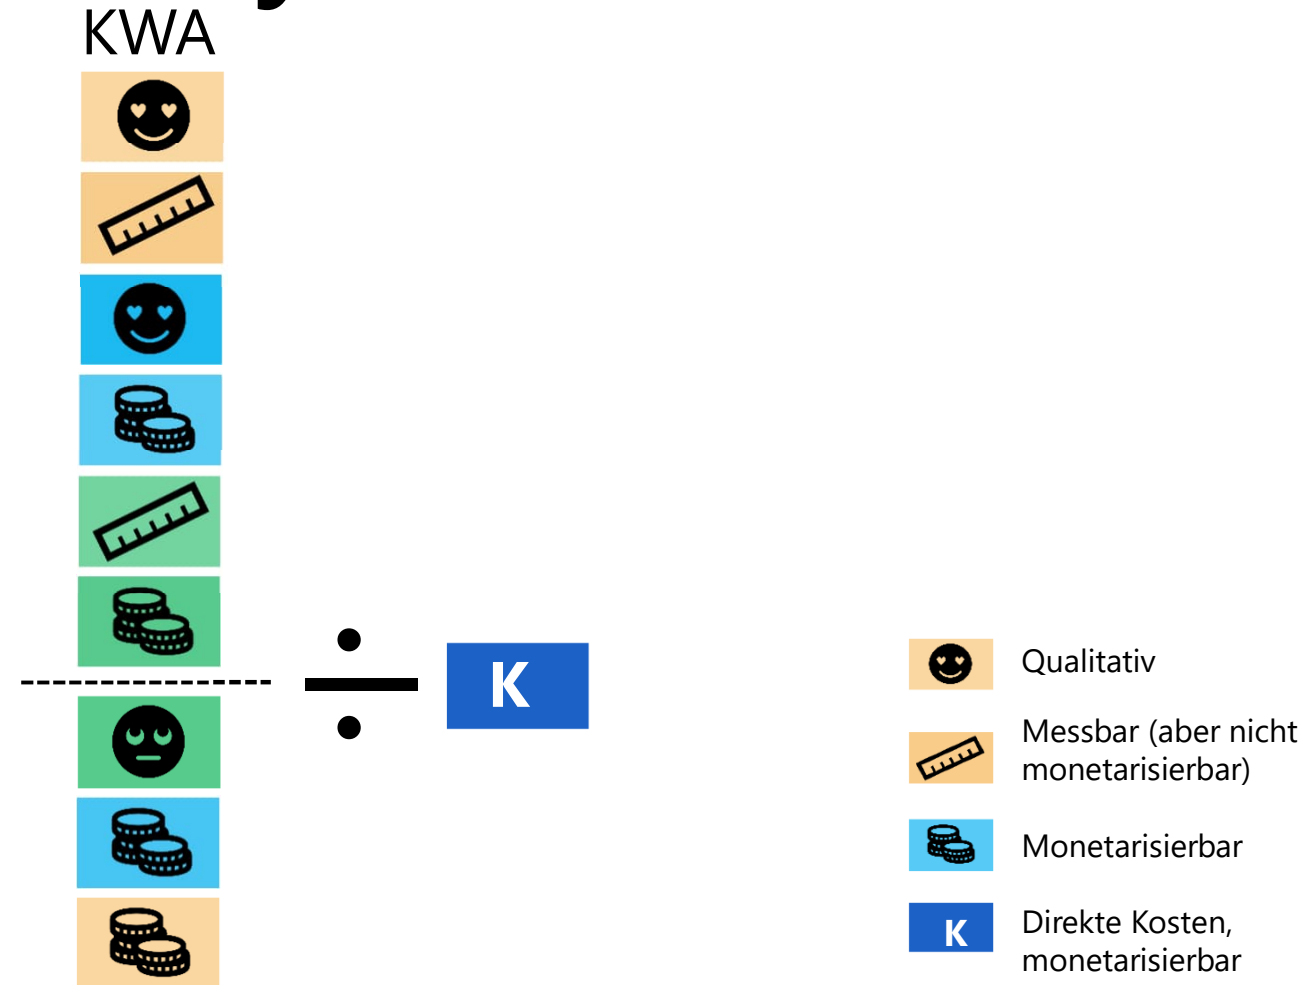 KWA
K
Qualitativ
Messbar (aber nicht
monetarisierbar)
Monetarisierbar
K
Direkte Kosten,
monetarisierbar